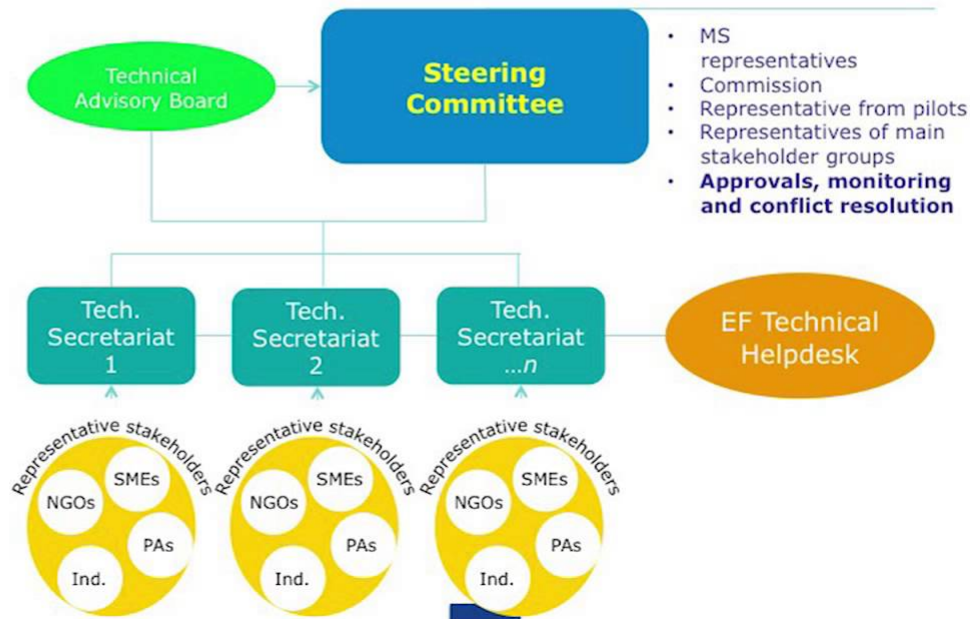 Technical
Advisory Board
Steering
Committee
• MS
representatives
• Commission
• Representative from pilots
• Representatives of main
stakeholder groups
• Approvals, monitoring
and conflict resolution
Tech.
Secretariat
1
Tech.
Secretariat
2
Tech.
Secretariat
...n
EF Technical
Helpdesk
Representative stakeholders
NGOs
SMEs
PAs
Ind.
Representative stakeholders
NGOs
SMEs
PAs
Ind.
Representative stakeholders
NGOs
SMEs
PAs
Ind.